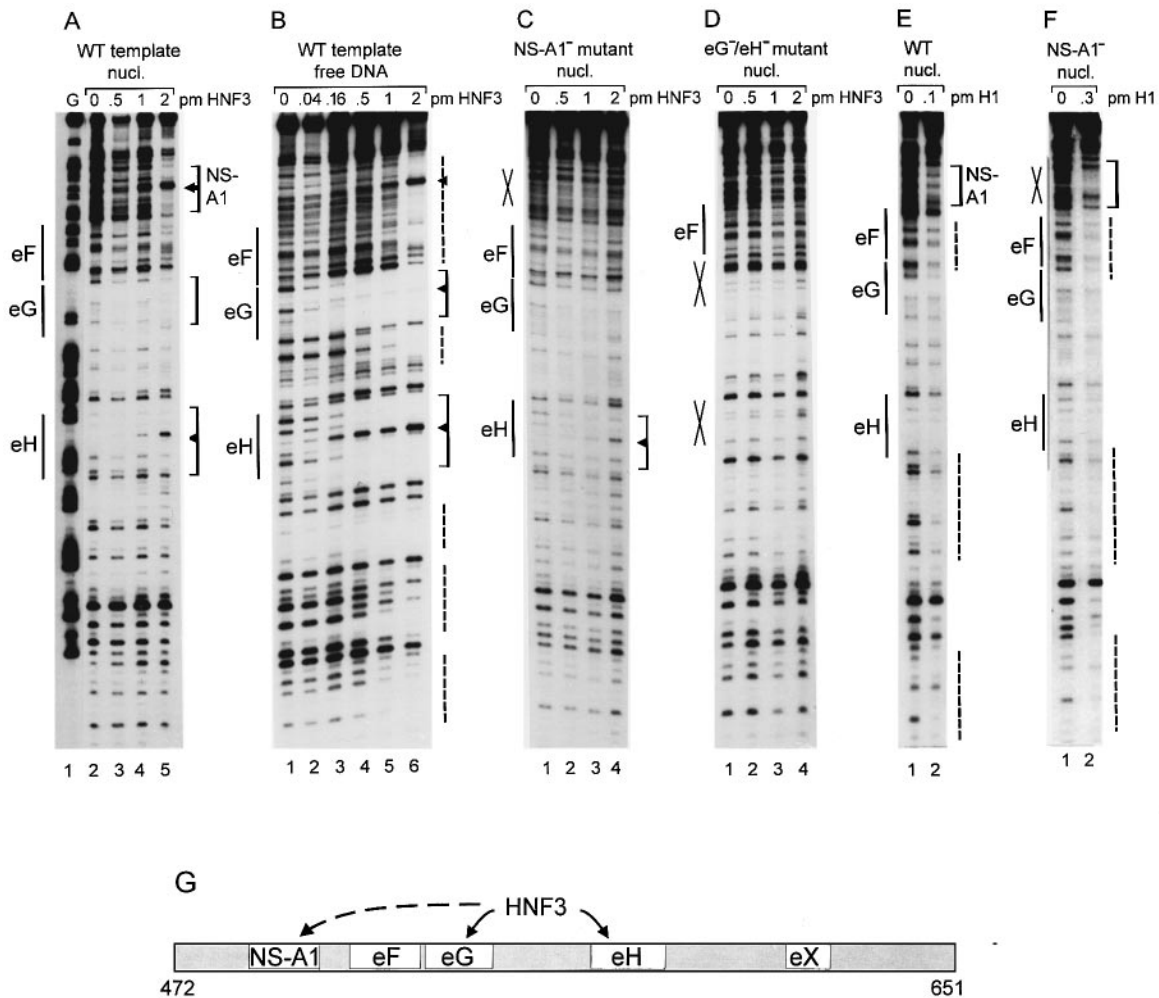 A
WT template
nucl.
G 0 .5 1 2 pm HNF3
NS-
A1
eF
eG
eH
1 2 3 4 5
B
WT template
free DNA
0 .04 .16 .5 1 2 pm HNF3
eF
eG
eH
1 2 3 4 5 6
C
NS-A1⁻ mutant
nucl.
0 .5 1 2 pm HNF3
eF
eG
eH
1 2 3 4
D
eG⁻/eH⁻ mutant
nucl.
0 .5 1 2 pm HNF3
eF
1 2 3 4
E
WT
nucl.
0 .1 pm H1
NS-
A1
eF
eG
eH
1 2
F
NS-A1⁻
nucl.
0 .3 pm H1
eF
eG
eH
1 2
G
HNF3
NS-A1 eF eG eH eX
472 651